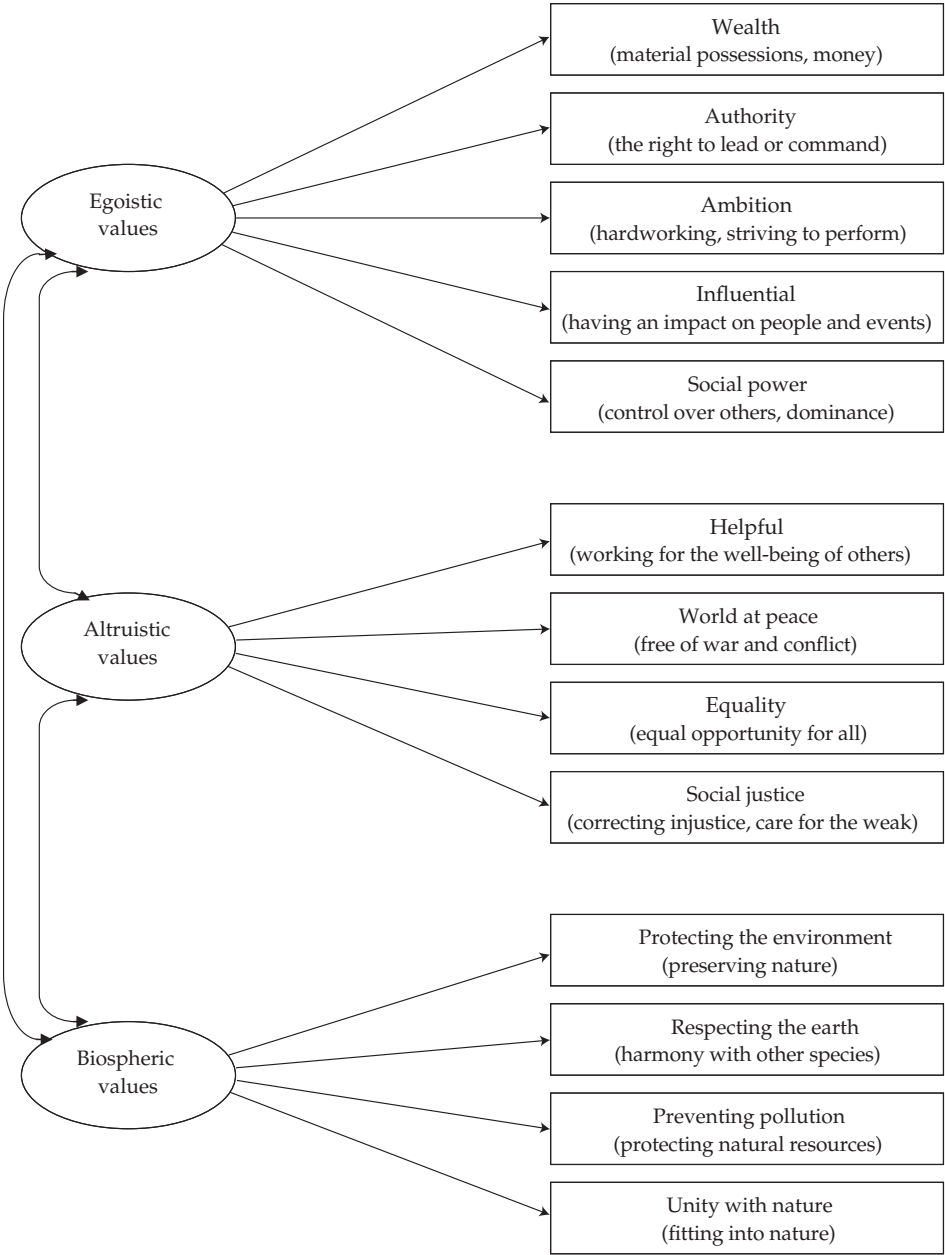 Wealth
(material possessions, money)
Authority
(the right to lead or command)
Egoistic
values
Ambition
(hardworking, striving to perform)
Influential
(having an impact on people and events)
Social power
(control over others, dominance)
Helpful
(working for the well-being of others)
Altruistic
values
World at peace
(free of war and conflict)
Equality
(equal opportunity for all)
Social justice
(correcting injustice, care for the weak)
Protecting the environment
(preserving nature)
Biospheric
values
Respecting the earth
(harmony with other species)
Preventing pollution
(protecting natural resources)
Unity with nature
(fitting into nature)